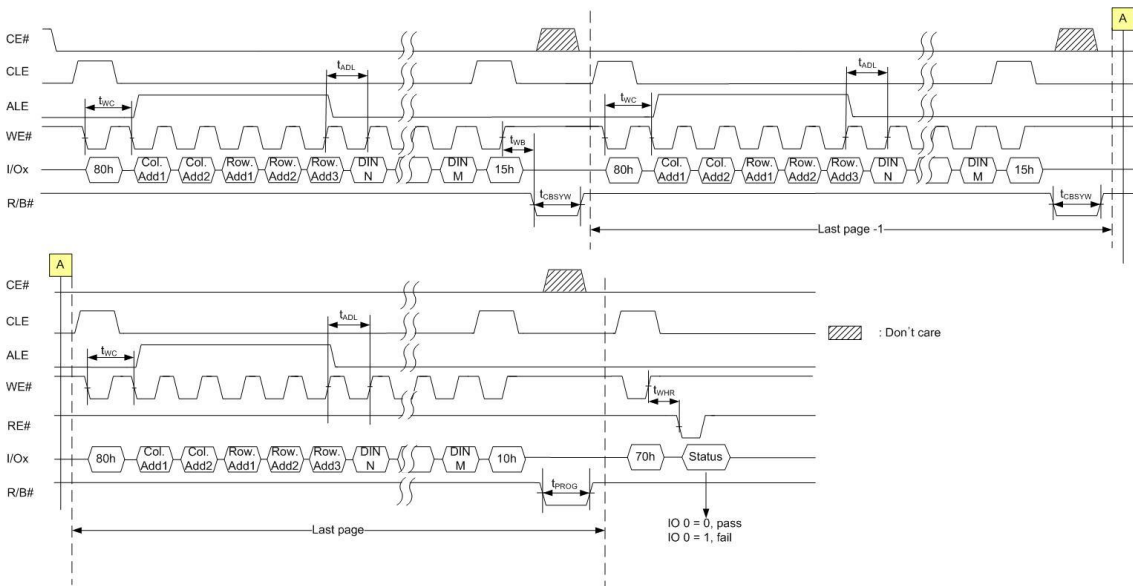 A
CE#
CLE
tADL
tADL
ALE
tWC
tWC
WE#
tWB
I/Ox
80h
Col. Add1
Col. Add2
Row. Add1
Row. Add2
Row. Add3
DIN N
DIN M
15h
80h
Col. Add1
Col. Add2
Row. Add1
Row. Add2
Row. Add3
DIN N
DIN M
15h
R/B#
tCBSYW
tCBSYW
Last page -1
A
CE#
CLE
tADL
: Don't care
ALE
tWC
WE#
tWHR
RE#
I/Ox
80h
Col. Add1
Col. Add2
Row. Add1
Row. Add2
Row. Add3
DIN N
DIN M
10h
70h
Status
R/B#
tPROG
Last page
IO 0 = 0, pass
IO 0 = 1, fail